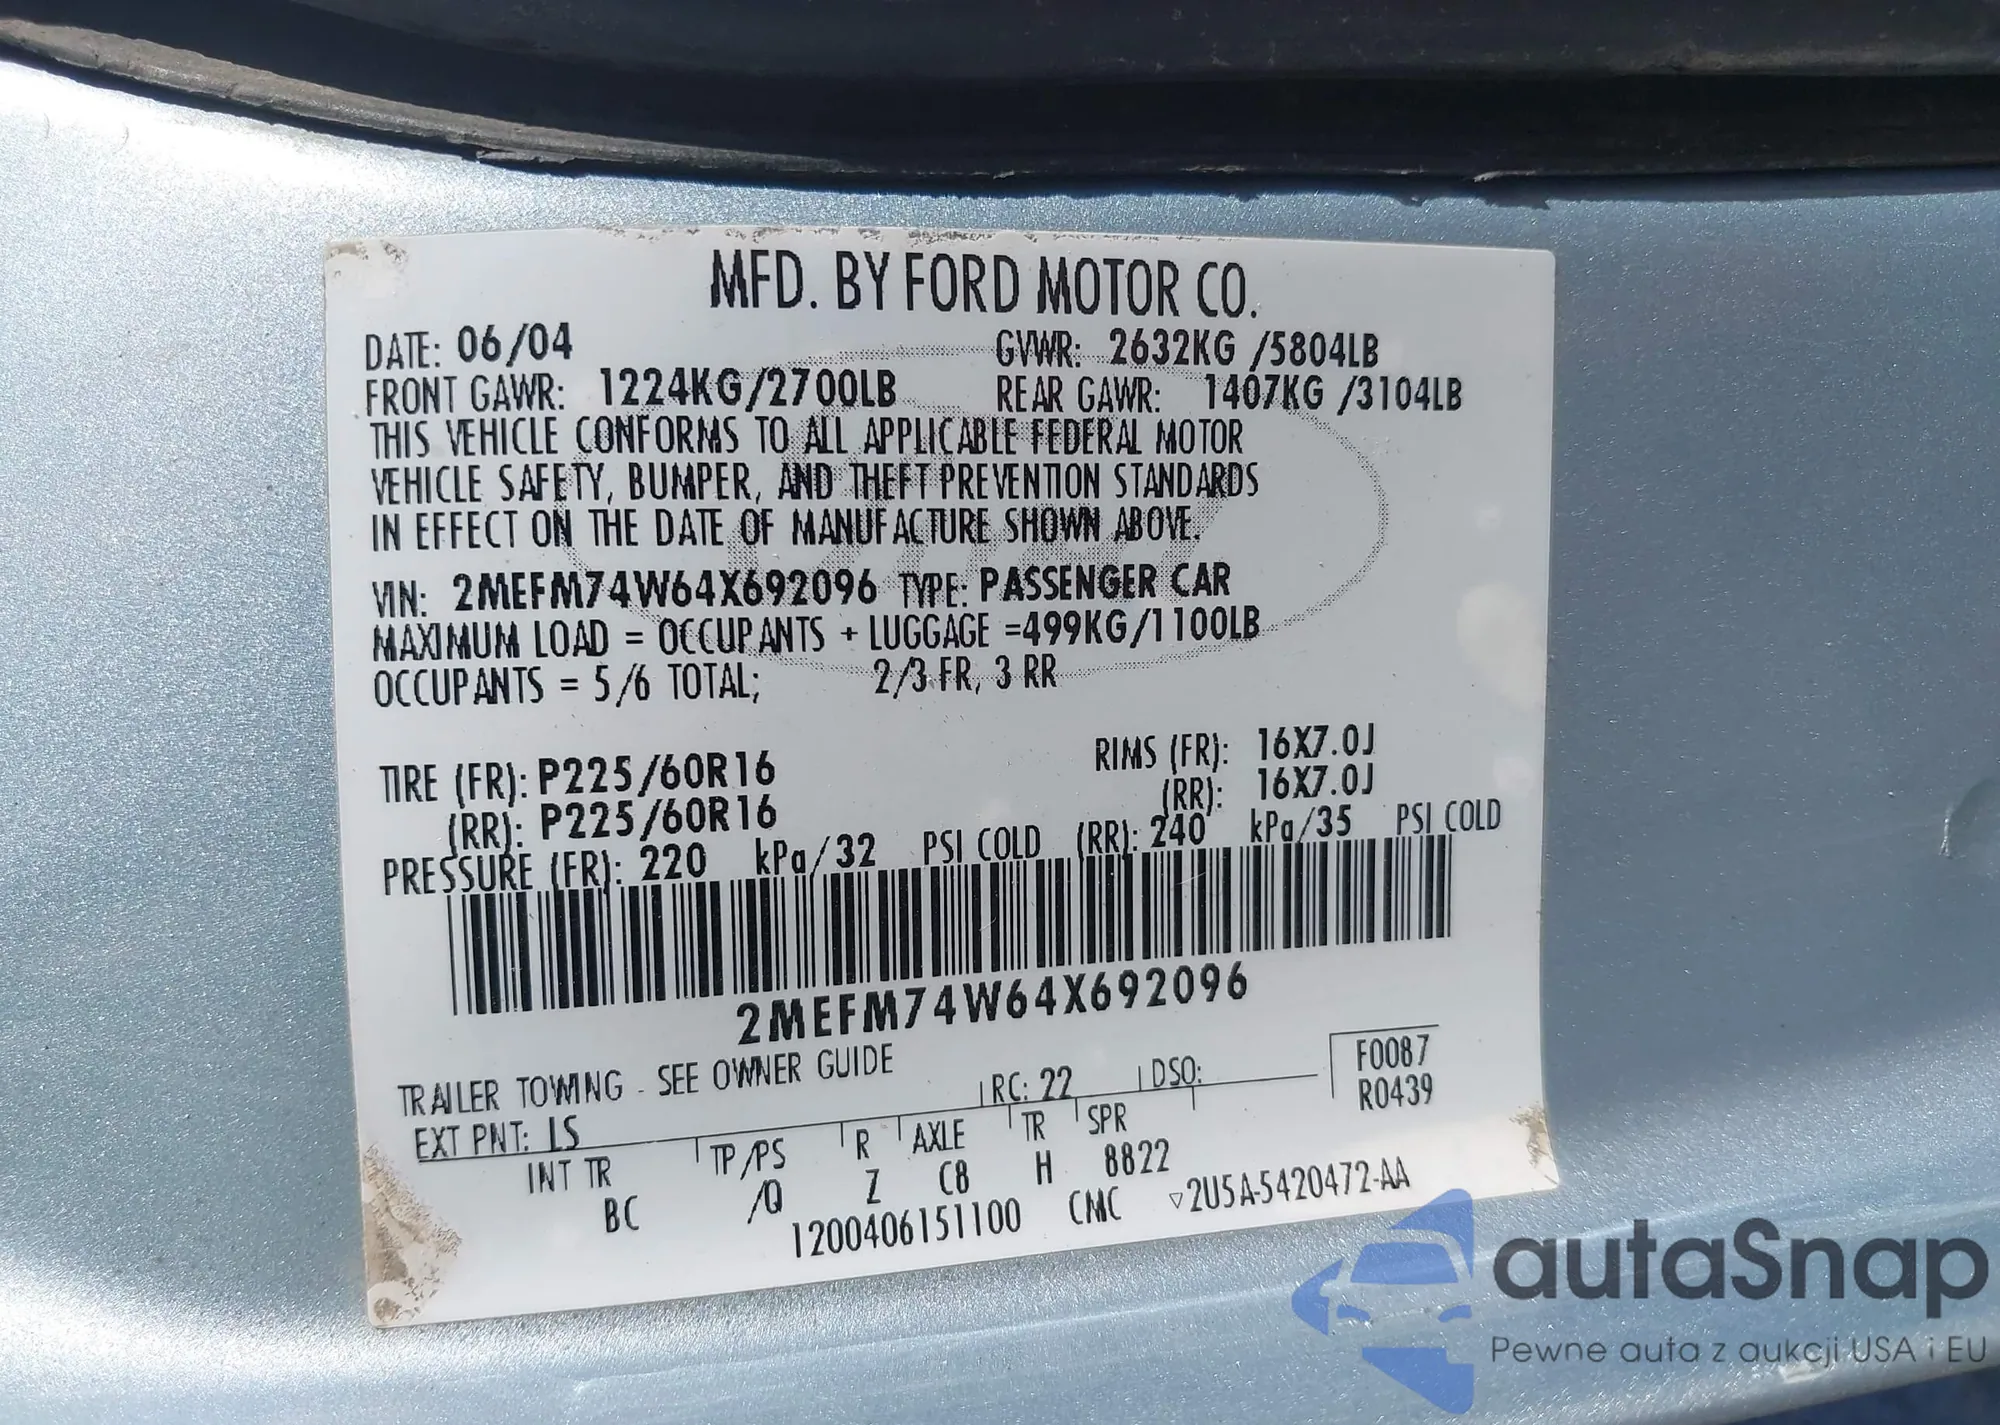 MFD. BY FORD MOTOR CO.
DATE: 06/04 GVWR: 2632KG /5804LB
FRONT GAWR: 1224KG/2700LB REAR GAWR: 1407KG /3104LB
THIS VEHICLE CONFORMS TO ALL APPLICABLE FEDERAL MOTOR
VEHICLE SAFETY, BUMPER, AND THEFT PREVENTION STANDARDS
IN EFFECT ON THE DATE OF MANUFACTURE SHOWN ABOVE.
VIN: 2MEFM74W64X692096 TYPE: PASSENGER CAR
MAXIMUM LOAD = OCCUPANTS + LUGGAGE =499KG/1100LB
OCCUPANTS = 5/6 TOTAL; 2/3 FR, 3 RR
TIRE (FR): P225/60R16 RIMS (FR): 16X7.0J
(RR): P225/60R16 (RR): 16X7.0J
PRESSURE (FR): 220 kPa/32 PSI COLD (RR): 240 kPa/35 PSI COLD
2MEFM74W64X692096
TRAILER TOWING - SEE OWNER GUIDE
EXT PNT: LS RC: 22 DSO: F0087
R0439
INT TR TP/PS R AXLE TR SPR
BC /Q Z C8 H 8822
1200406151100 CMC ▽2U5A-5420472-AA
autaSnap
Pewne auta z aukcji USA i EU